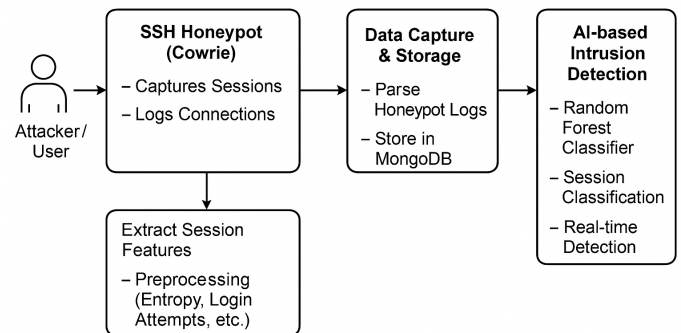 Attacker/
User
SSH Honeypot
(Cowrie)
– Captures Sessions
– Logs Connections
Data Capture
& Storage
– Parse
Honeypot Logs
– Store in
MongoDB
AI-based
Intrusion
Detection
– Random
Forest
Classifier
– Session
Classification
– Real-time
Detection
Extract Session
Features
– Preprocessing
(Entropy, Login
Attempts, etc.)